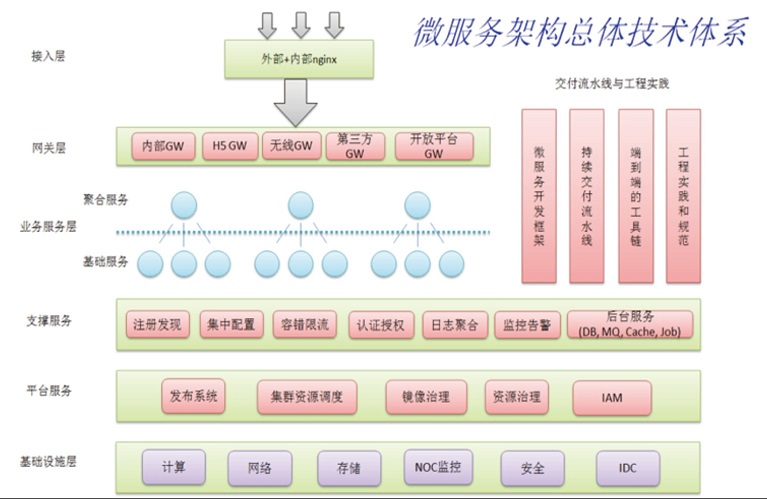 微服务架构总体技术体系
接入层
外部+内部nginx
交付流水线与工程实践
网关层
内部GW
H5 GW
无线GW
第三方
GW
开放平台
GW
微服务开发框架
持续交付流水线
端到端的工具链
工程实践和规范
聚合服务
业务服务层
基础服务
支撑服务
注册发现
集中配置
容错限流
认证授权
日志聚合
监控告警
后台服务
(DB, MQ, Cache, Job)
平台服务
发布系统
集群资源调度
镜像治理
资源治理
IAM
基础设施层
计算
网络
存储
NOC监控
安全
IDC